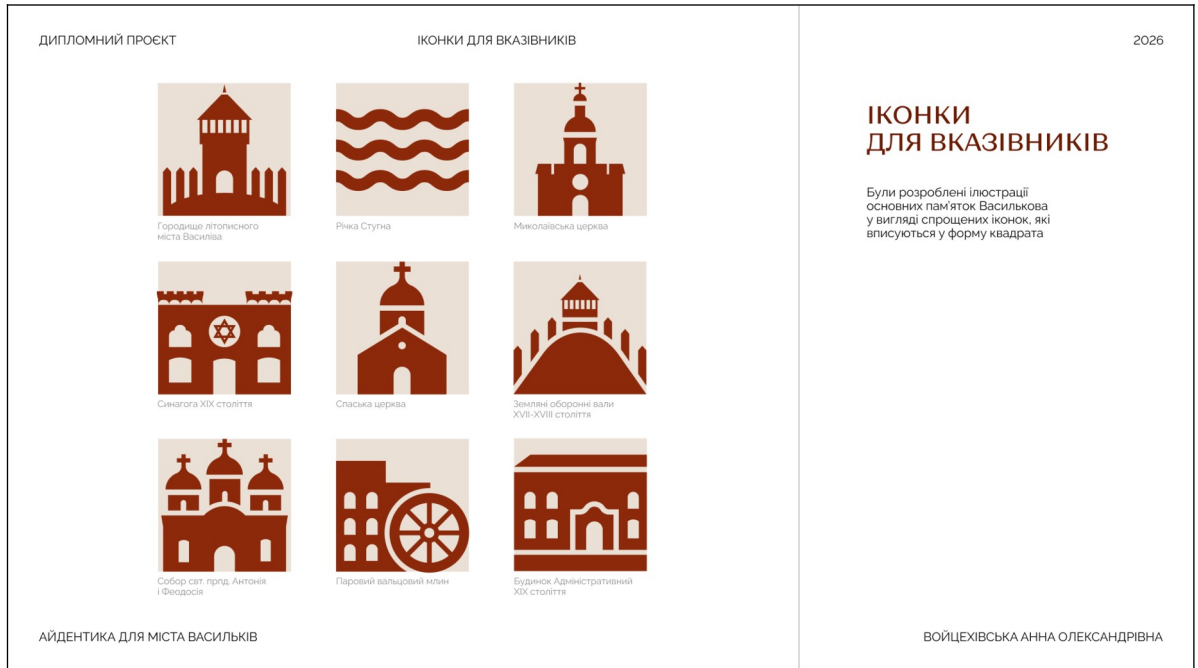 ДИПЛОМНИЙ ПРОЄКТ
ІКОНКИ ДЛЯ ВКАЗІВНИКІВ
2026
Городище літописного
міста Василіва
Річка Стугна
Миколаївська церква
Синагога XIX століття
Спаська церква
Земляні оборонні вали
XVII-XVIII століття
Собор свт. прпд. Антонія
і Феодосія
Паровий вальцовий млин
Будинок Адміністративний
XIX століття
ІКОНКИ
ДЛЯ ВКАЗІВНИКІВ
Були розроблені ілюстрації
основних пам'яток Василькова
у вигляді спрощених іконок, які
вписуються у форму квадрата
АЙДЕНТИКА ДЛЯ МІСТА ВАСИЛЬКІВ
ВОЙЦЕХІВСЬКА АННА ОЛЕКСАНДРІВНА